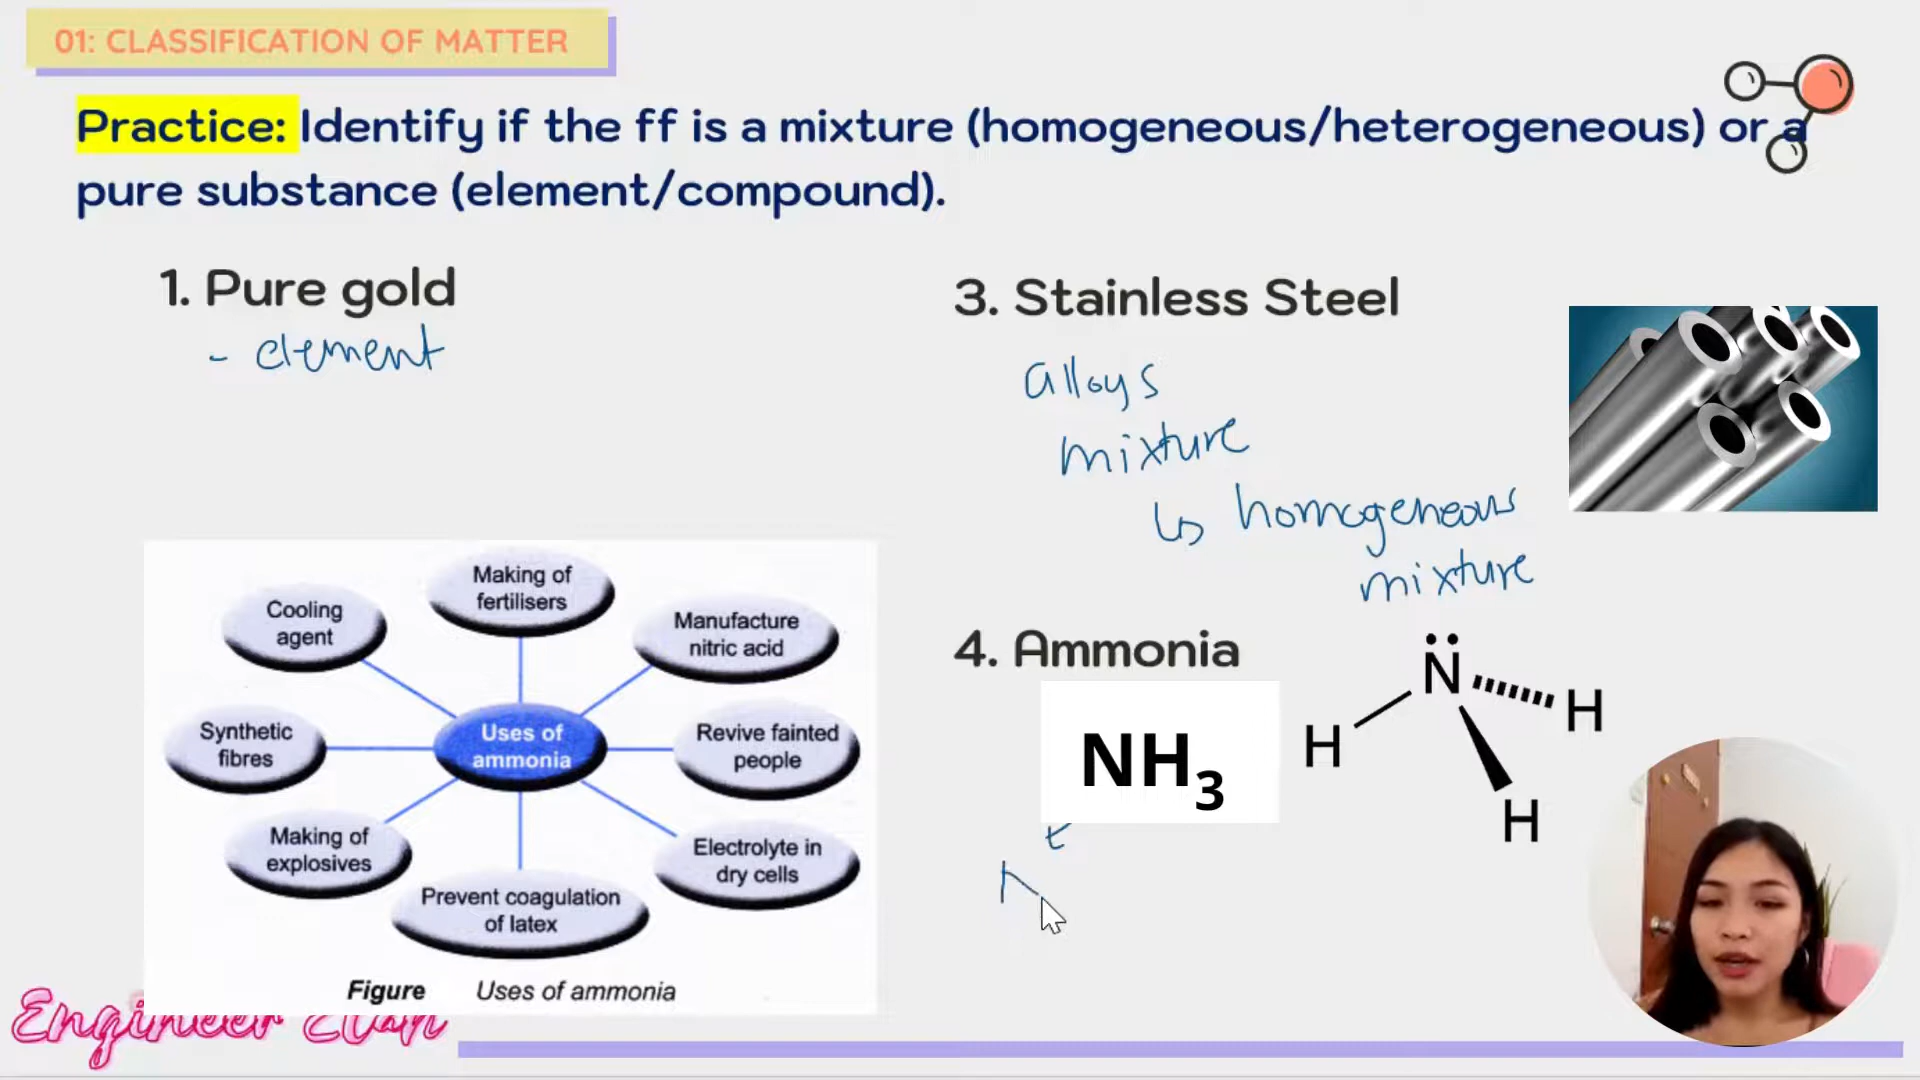 01: CLASSIFICATION OF MATTER
Practice: Identify if the ff is a mixture (homogeneous/heterogeneous) or a
pure substance (element/compound).
1. Pure gold
- element
3. Stainless Steel
alloys
mixture
homogeneous
mixture
4. Ammonia
NH₃
N
H
H
H
Making of
fertilisers
Cooling
agent
Manufacture
nitric acid
Synthetic
fibres
Uses of
ammonia
Revive fainted
people
Making of
explosives
Electrolyte in
dry cells
Prevent coagulation
of latex
Figure Uses of ammonia
Engineer